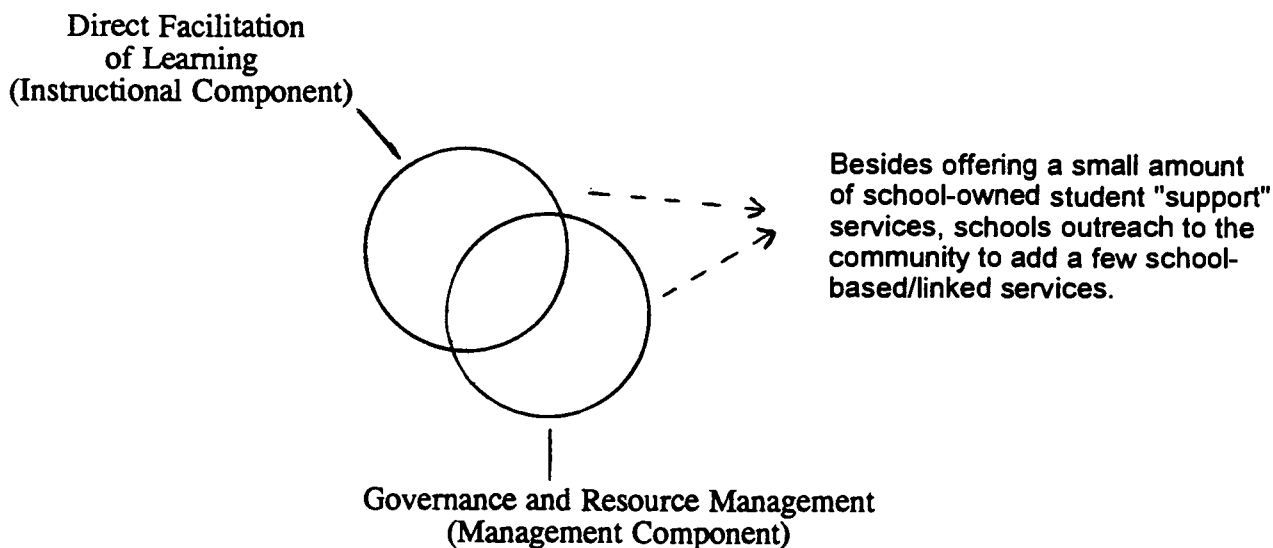 Direct Facilitation
of Learning
(Instructional Component)
Besides offering a small amount
of school-owned student "support"
services, schools outreach to the
community to add a few school-
based/linked services.
Governance and Resource Management
(Management Component)